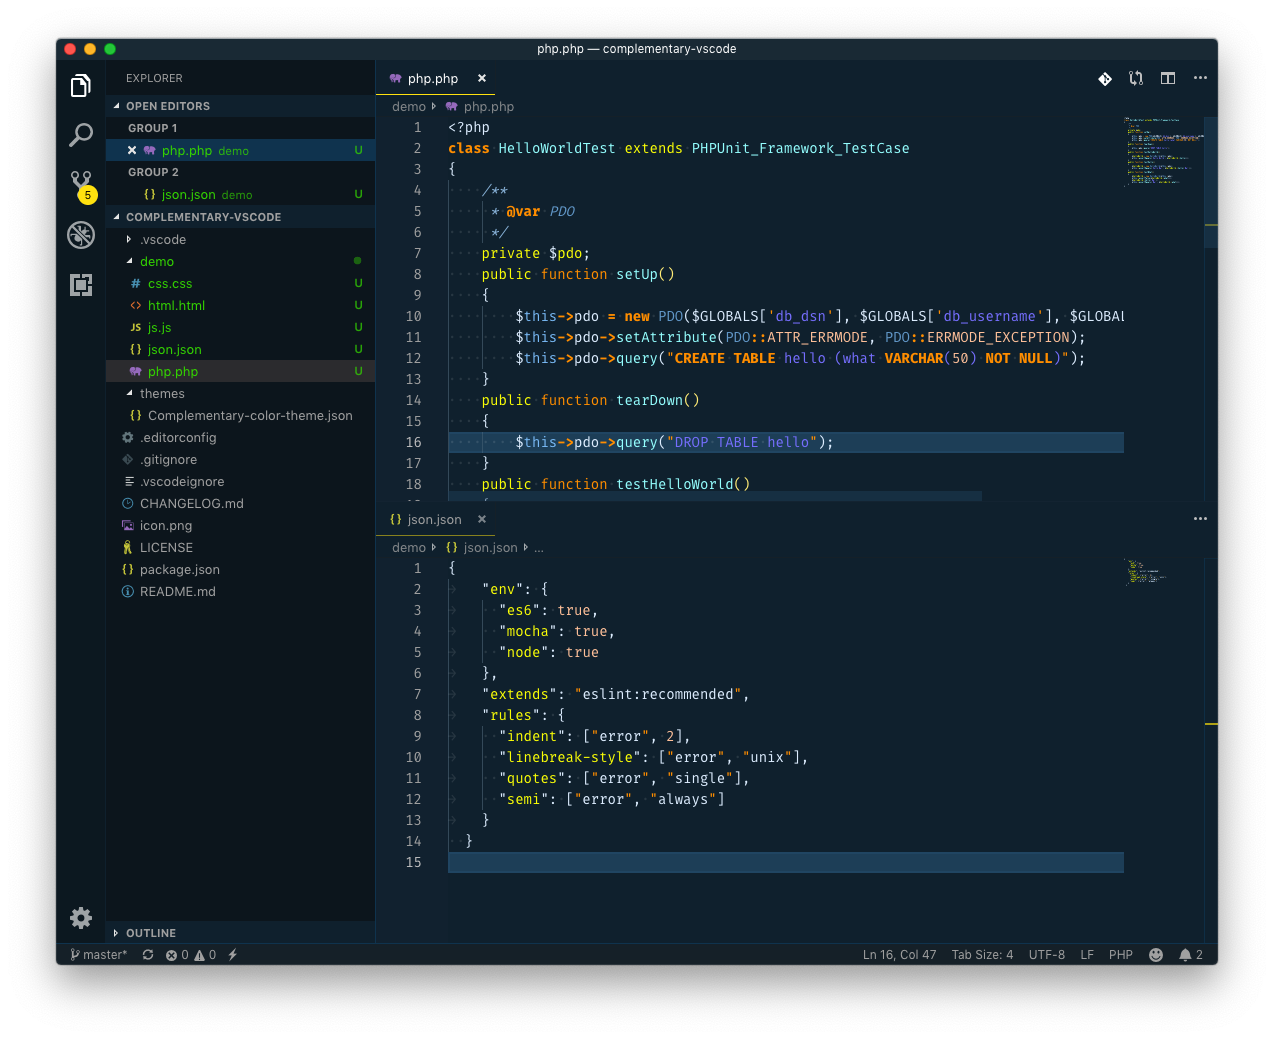 php.php — complementary-vscode
EXPLORER
OPEN EDITORS
GROUP 1
php.php demo U
GROUP 2
json.json demo U
5
COMPLEMENTARY-VSCODE
.vscode
demo
# css.css U
<> html.html U
JS js.js U
{} json.json U
php.php U
themes
{} Complementary-color-theme.json
.editorconfig
.gitignore
.vscodeignore
CHANGELOG.md
icon.png
LICENSE
{} package.json
README.md
OUTLINE
php.php
demo php.php
1 <?php
2 class HelloWorldTest extends PHPUnit_Framework_TestCase
3 {
4 /**
5 * @var PDO
6 */
7 private $pdo;
8 public function setUp()
9 {
10 $this->pdo = new PDO($GLOBALS['db_dsn'], $GLOBALS['db_username'], $GLOBAL
11 $this->pdo->setAttribute(PDO::ATTR_ERRMODE, PDO::ERRMODE_EXCEPTION);
12 $this->pdo->query("CREATE TABLE hello (what VARCHAR(50) NOT NULL)");
13 }
14 public function tearDown()
15 {
16 $this->pdo->query("DROP TABLE hello");
17 }
18 public function testHelloWorld()
{} json.json
demo {} json.json ...
1 {
2 "env": {
3 "es6": true,
4 "mocha": true,
5 "node": true
6 },
7 "extends": "eslint:recommended",
8 "rules": {
9 "indent": ["error", 2],
10 "linebreak-style": ["error", "unix"],
11 "quotes": ["error", "single"],
12 "semi": ["error", "always"]
13 }
14 }
15
master* 0 0 Ln 16, Col 47 Tab Size: 4 UTF-8 LF PHP 2